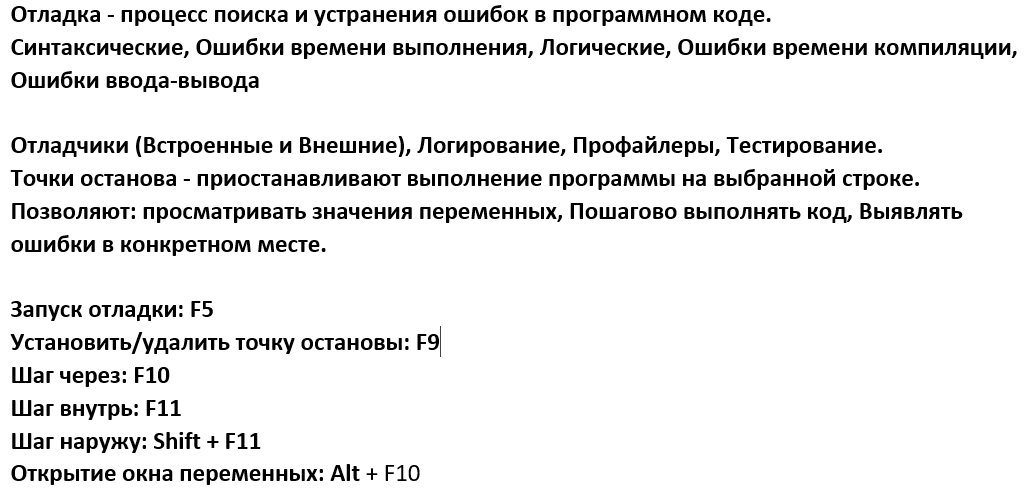 Отладка - процесс поиска и устранения ошибок в программном коде.
Синтаксические, Ошибки времени выполнения, Логические, Ошибки времени компиляции,
Ошибки ввода-вывода
Отладчики (Встроенные и Внешние), Логирование, Профайлеры, Тестирование.
Точки останова - приостанавливают выполнение программы на выбранной строке.
Позволяют: просматривать значения переменных, Пошагово выполнять код, Выявлять
ошибки в конкретном месте.
Запуск отладки: F5
Установить/удалить точку остановы: F9
Шаг через: F10
Шаг внутрь: F11
Шаг наружу: Shift + F11
Открытие окна переменных: Alt + F10